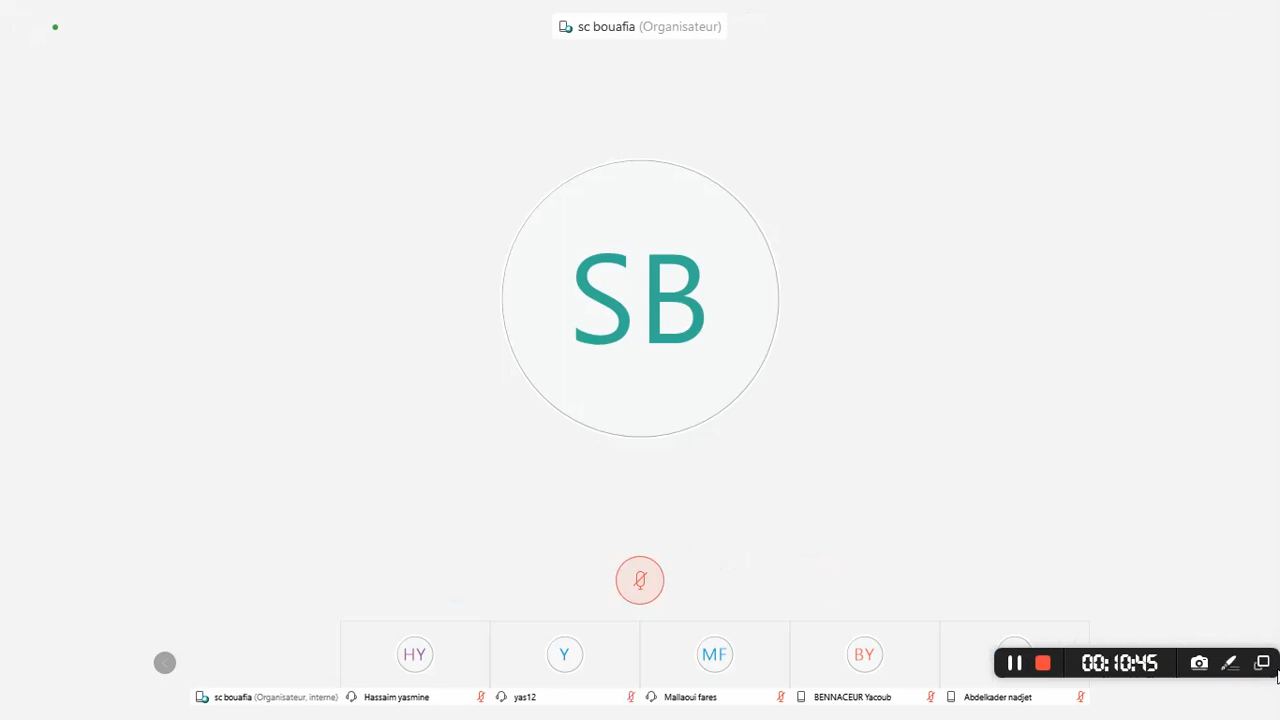 sc bouafia (Organisateur)
SB
HY
Y
MF
BY
00:10:45
sc bouafia (Organisateur, interne)
Hassaim yasmine
yas12
Mallaoui fares
BENNACEUR Yacoub
Abdelkader nadjet